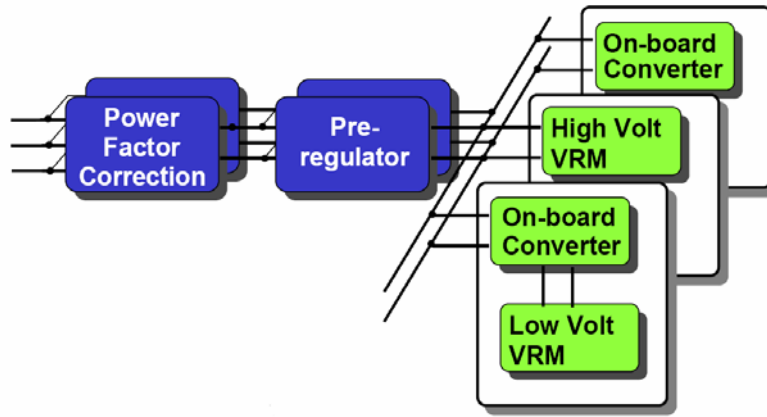 Power
Factor
Correction
Pre-
regulator
On-board
Converter
High Volt
VRM
On-board
Converter
Low Volt
VRM